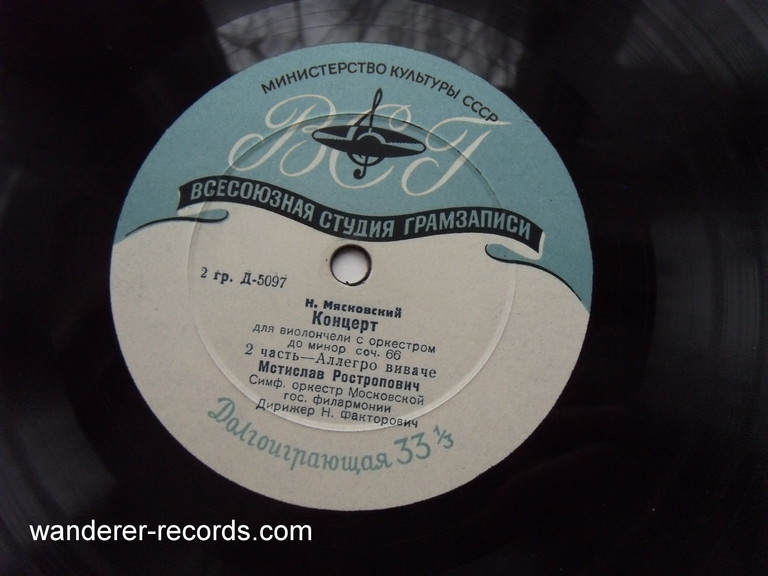 МИНИСТЕРСТВО КУЛЬТУРЫ СССР
ВСГ
ВСЕСОЮЗНАЯ СТУДИЯ ГРАМЗАПИСИ
2 гр. Д-5097
Н. Мясковский
Концерт
для виолончели с оркестром
до минор соч. 66
2 часть—Аллегро виваче
Мстислав Ростропович
Симф. оркестр Московской
гос. филармонии
Дирижер Н. Факторович
Долгоиграющая 33 1/3
wanderer-records.com